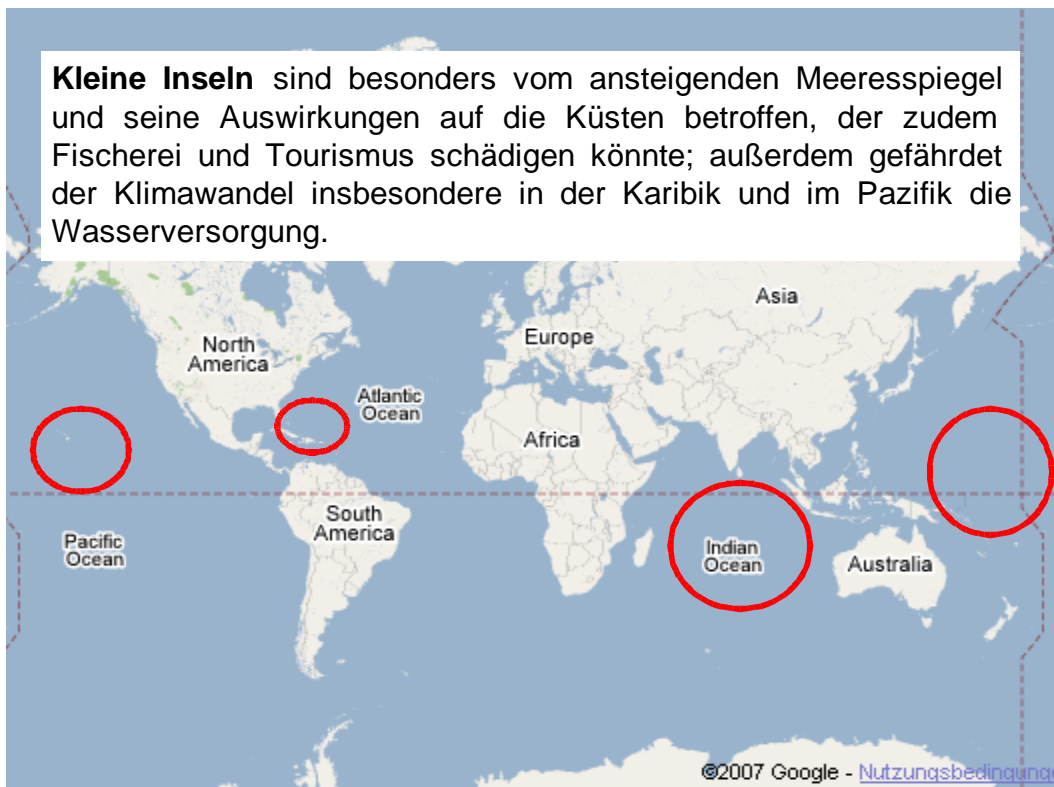 Kleine Inseln sind besonders vom ansteigenden Meeresspiegel
und seine Auswirkungen auf die Küsten betroffen, der zudem
Fischerei und Tourismus schädigen könnte; außerdem gefährdet
der Klimawandel insbesondere in der Karibik und im Pazifik die
Wasserversorgung.
Asia
Europe
North
America
Atlantic
Ocean
Africa
South
America
Pacific
Ocean
Indian
Ocean
Australia
©2007 Google - Nutzungsbedingunge